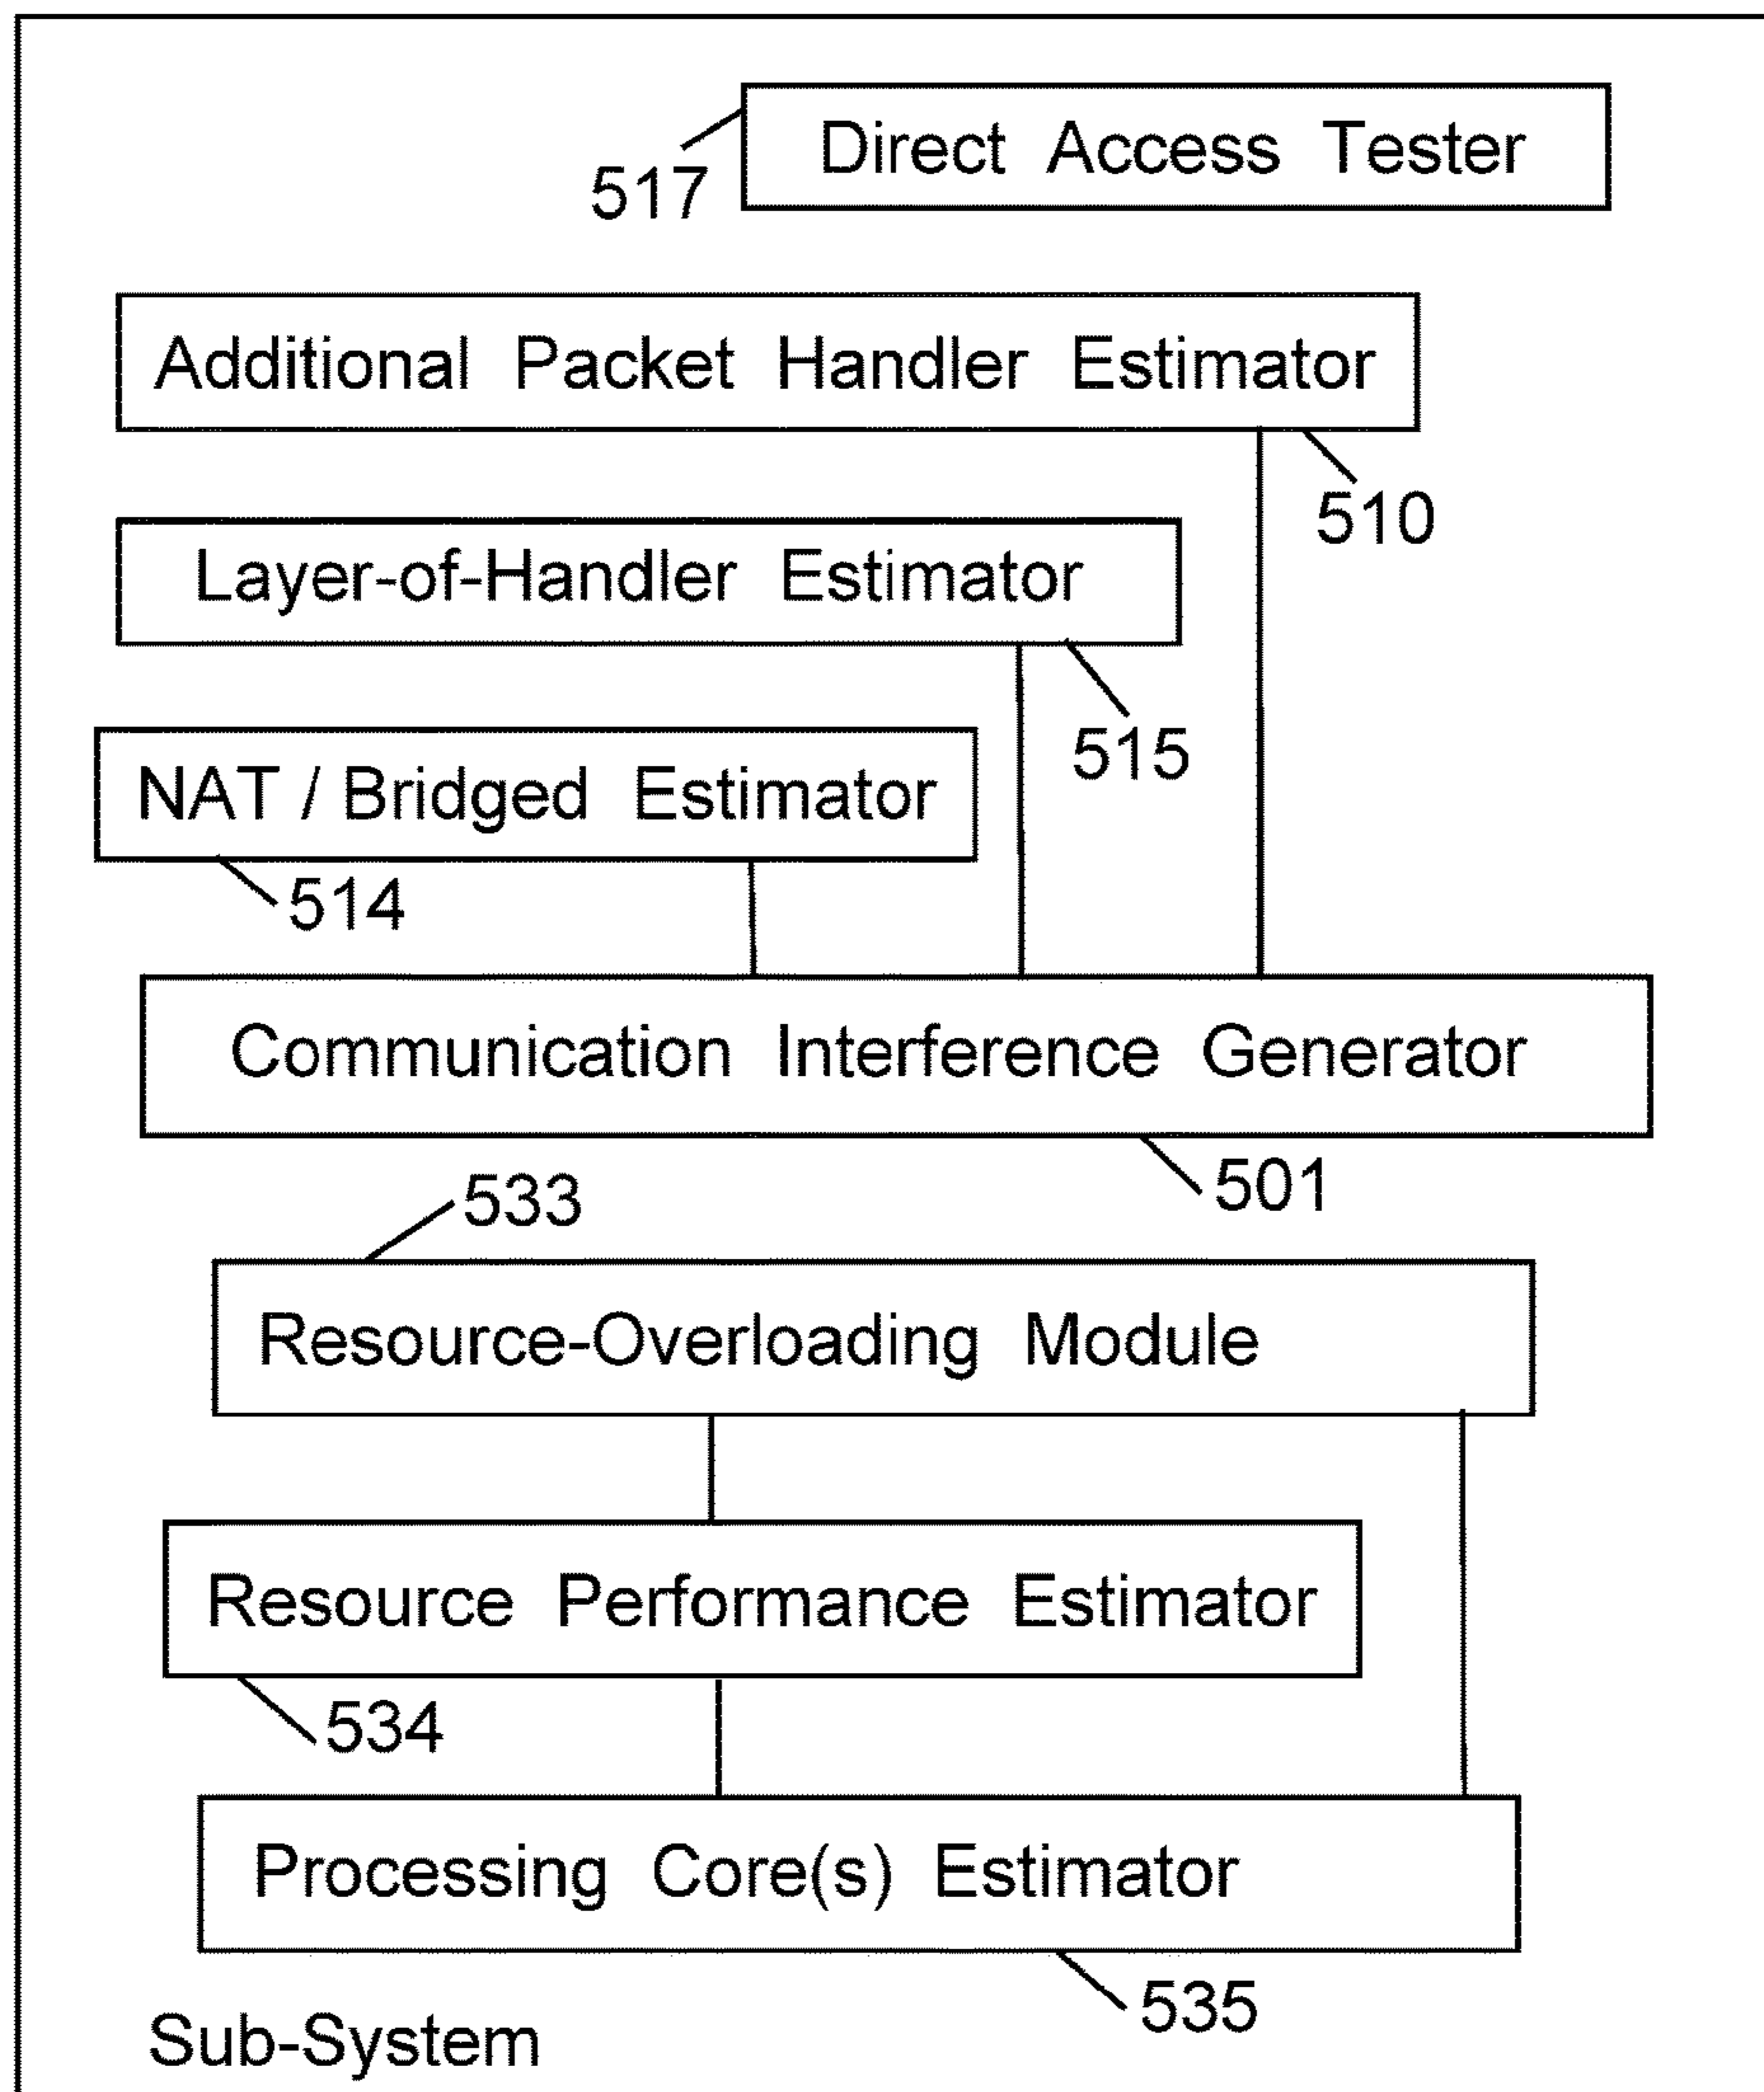 Direct Access Tester
517
Additional Packet Handler Estimator
510
Layer-of-Handler Estimator
515
NAT / Bridged Estimator
514
Communication Interference Generator
501
533
Resource-Overloading Module
Resource Performance Estimator
534
Processing Core(s) Estimator
535
Sub-System